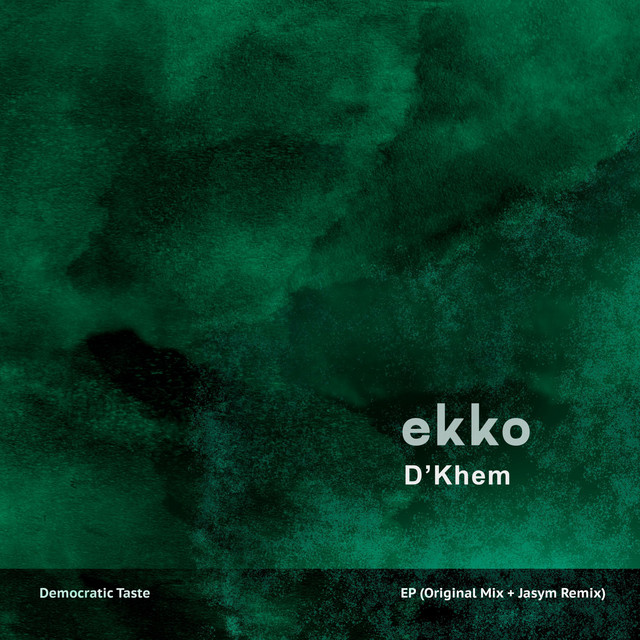 ekko
D’Khem
Democratic Taste
EP (Original Mix + Jasym Remix)